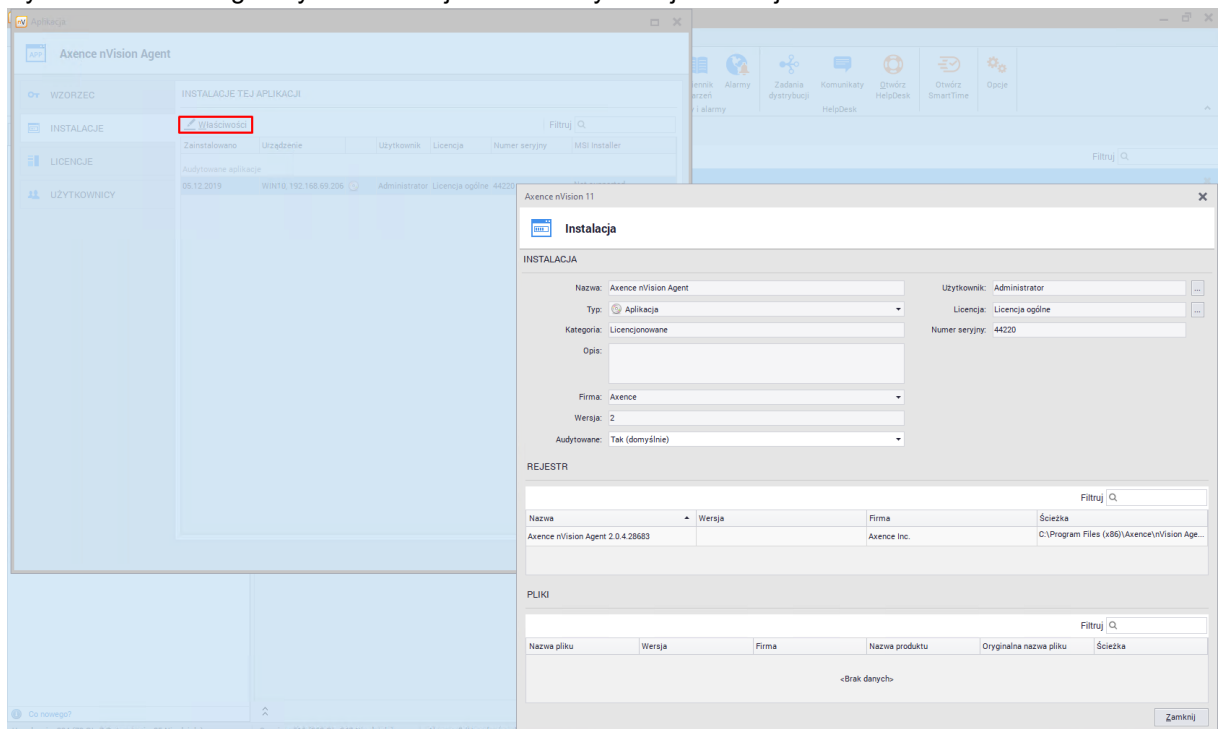 Aplikacja
Axence nVision Agent
WZORZEC
INSTALACJE
LICENCJE
UŻYTKOWNICY
INSTALACJE TEJ APLIKACJI
Właściwości
Filtruj
Zainstalowano Urządzenie Użytkownik Licencja Numer seryjny MSI Installer
Audytowane aplikacje
05.12.2019 WIN10, 192.168.69.206 Administrator Licencja ogólne 44220
Alarmy Zadania dystrybucji Komunikaty Otwórz HelpDesk Otwórz SmartTime Opcje
i alarmy HelpDesk
Filtruj
Axence nVision 11
Instalacja
INSTALACJA
Nazwa: Axence nVision Agent Użytkownik: Administrator ...
Typ: Aplikacja Licencja: Licencja ogólne ...
Kategoria: Licencjonowane Numer seryjny: 44220
Opis:
Firma: Axence
Wersja: 2
Audytowane: Tak (domyślnie)
REJESTR
Filtruj
Nazwa Wersja Firma Ścieżka
Axence nVision Agent 2.0.4.28683 Axence Inc. C:\Program Files (x86)\Axence\nVision Age...
PLIKI
Filtruj
Nazwa pliku Wersja Firma Nazwa produktu Oryginalna nazwa pliku Ścieżka
<Brak danych>
Zamknij
Co nowego?